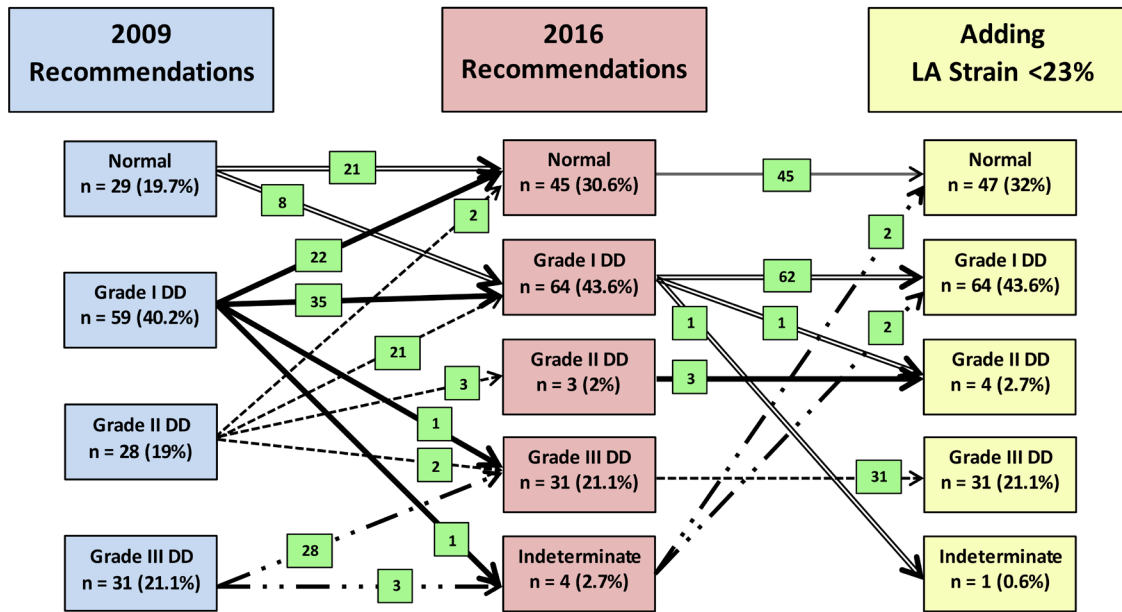 2009
Recommendations
2016
Recommendations
Adding
LA Strain <23%
Normal
n = 29 (19.7%)
Grade I DD
n = 59 (40.2%)
Grade II DD
n = 28 (19%)
Grade III DD
n = 31 (21.1%)
21
8
2
22
35
21
3
1
2
28
1
3
Normal
n = 45 (30.6%)
Grade I DD
n = 64 (43.6%)
Grade II DD
n = 3 (2%)
Grade III DD
n = 31 (21.1%)
Indeterminate
n = 4 (2.7%)
45
2
62
1
1
2
3
31
Normal
n = 47 (32%)
Grade I DD
n = 64 (43.6%)
Grade II DD
n = 4 (2.7%)
Grade III DD
n = 31 (21.1%)
Indeterminate
n = 1 (0.6%)